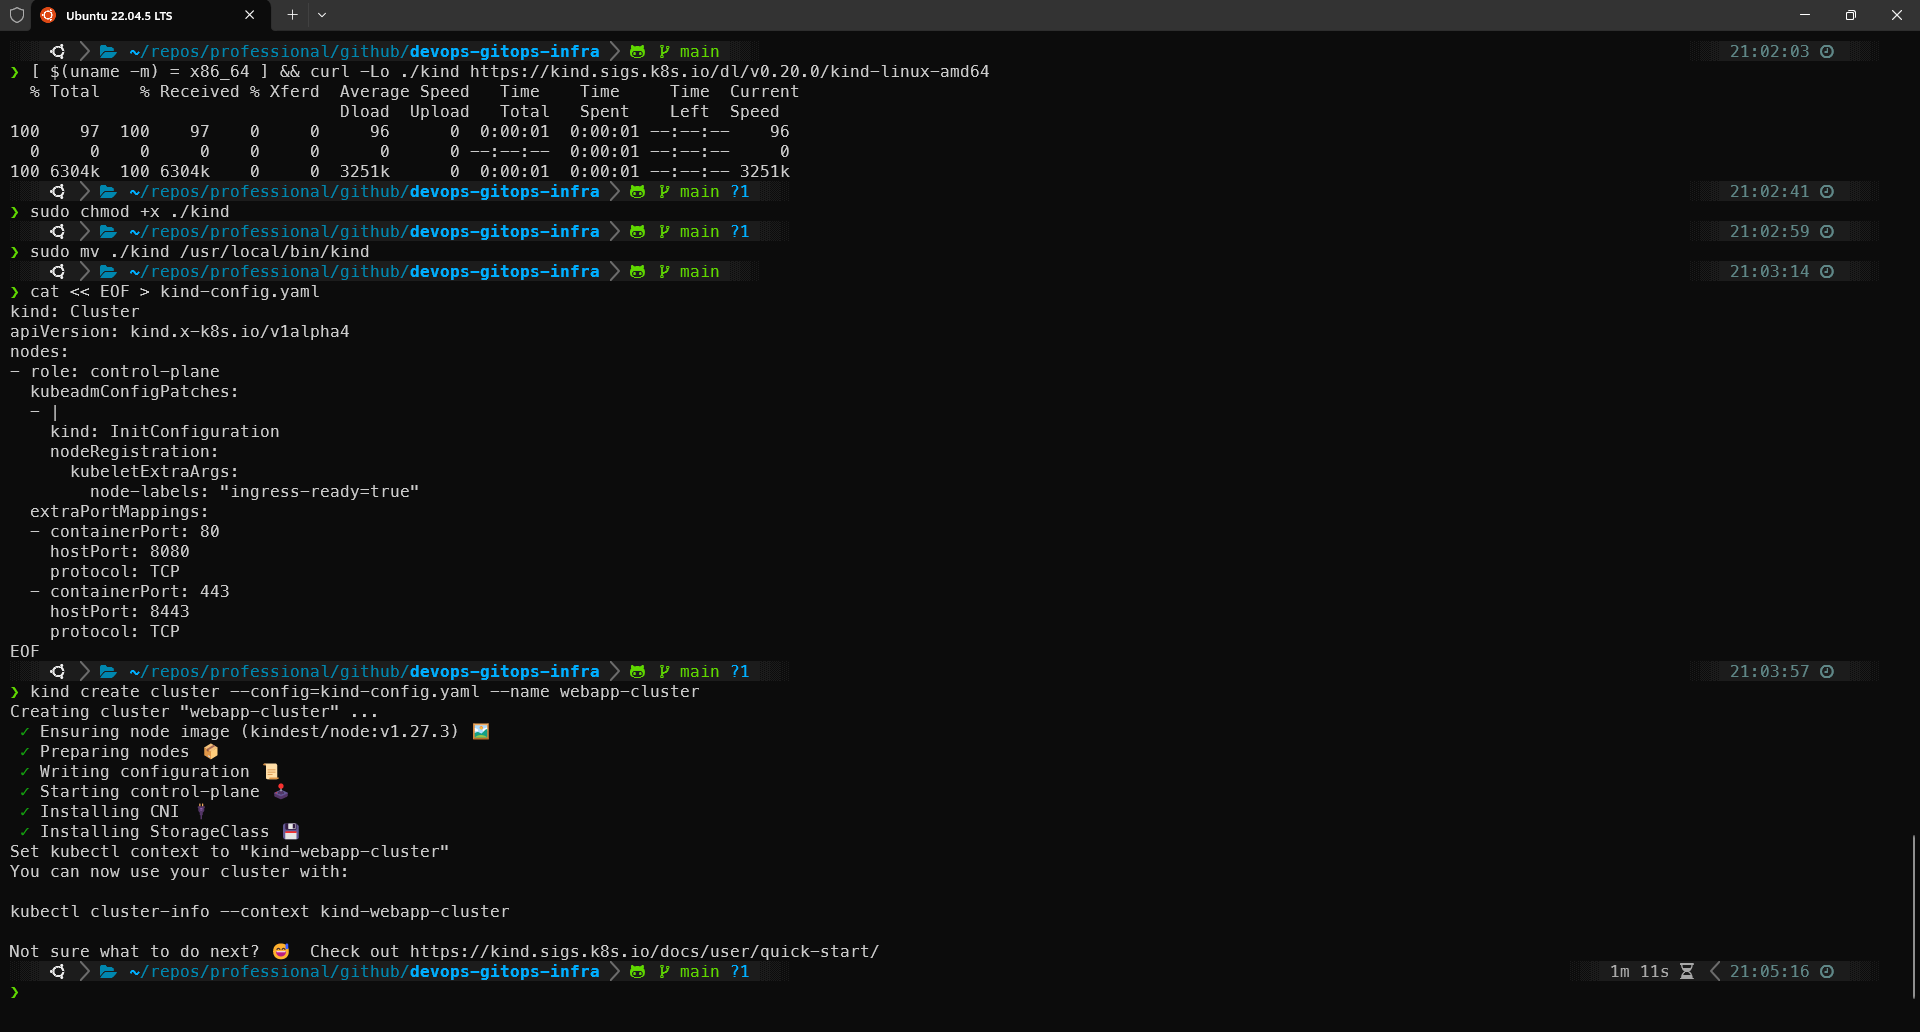 Ubuntu 22.04.5 LTS
~/repos/professional/github/devops-gitops-infra main 21:02:03
❯ [ $(uname -m) = x86_64 ] && curl -Lo ./kind https://kind.sigs.k8s.io/dl/v0.20.0/kind-linux-amd64
  % Total    % Received % Xferd  Average Speed   Time    Time     Time  Current
                                 Dload  Upload   Total   Spent    Left  Speed
100    97  100    97    0     0     96      0  0:00:01  0:00:01 --:--:--    96
  0     0    0     0    0     0      0      0 --:--:--  0:00:01 --:--:--     0
100 6304k  100 6304k    0     0  3251k      0  0:00:01  0:00:01 --:--:-- 3251k
~/repos/professional/github/devops-gitops-infra main ?1 21:02:41
❯ sudo chmod +x ./kind
~/repos/professional/github/devops-gitops-infra main ?1 21:02:59
❯ sudo mv ./kind /usr/local/bin/kind
~/repos/professional/github/devops-gitops-infra main 21:03:14
❯ cat << EOF > kind-config.yaml
kind: Cluster
apiVersion: kind.x-k8s.io/v1alpha4
nodes:
- role: control-plane
  kubeadmConfigPatches:
  - |
    kind: InitConfiguration
    nodeRegistration:
      kubeletExtraArgs:
        node-labels: "ingress-ready=true"
  extraPortMappings:
  - containerPort: 80
    hostPort: 8080
    protocol: TCP
  - containerPort: 443
    hostPort: 8443
    protocol: TCP
EOF
~/repos/professional/github/devops-gitops-infra main ?1 21:03:57
❯ kind create cluster --config=kind-config.yaml --name webapp-cluster
Creating cluster "webapp-cluster" ...
 ✓ Ensuring node image (kindest/node:v1.27.3) 🖼
 ✓ Preparing nodes 📦
 ✓ Writing configuration 📜
 ✓ Starting control-plane 🕹
 ✓ Installing CNI 🔌
 ✓ Installing StorageClass 💾
Set kubectl context to "kind-webapp-cluster"
You can now use your cluster with:
kubectl cluster-info --context kind-webapp-cluster
Not sure what to do next? 😅  Check out https://kind.sigs.k8s.io/docs/user/quick-start/
~/repos/professional/github/devops-gitops-infra main ?1 1m 11s 21:05:16
❯